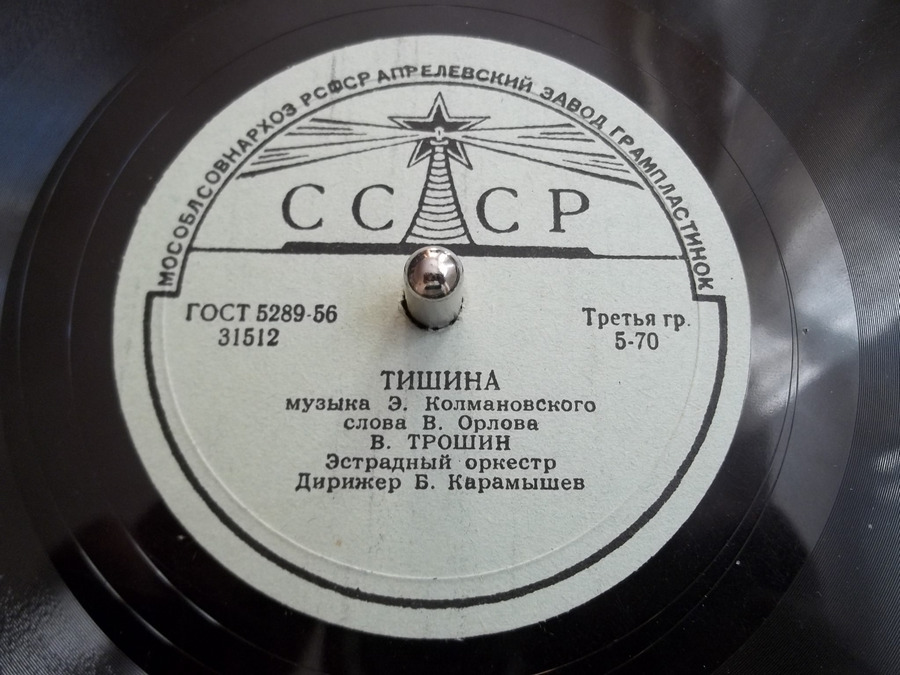 МОСОБЛСОВНАРХОЗ РСФСР АПРЕЛЕВСКИЙ ЗАВОД ГРАМПЛАСТИНОК
СССР
ГОСТ 5289-56
31512
Третья гр.
5-70
ТИШИНА
музыка Э. Колмановского
слова В. Орлова
В. ТРОШИН
Эстрадный оркестр
Дирижер Б. Карамышев